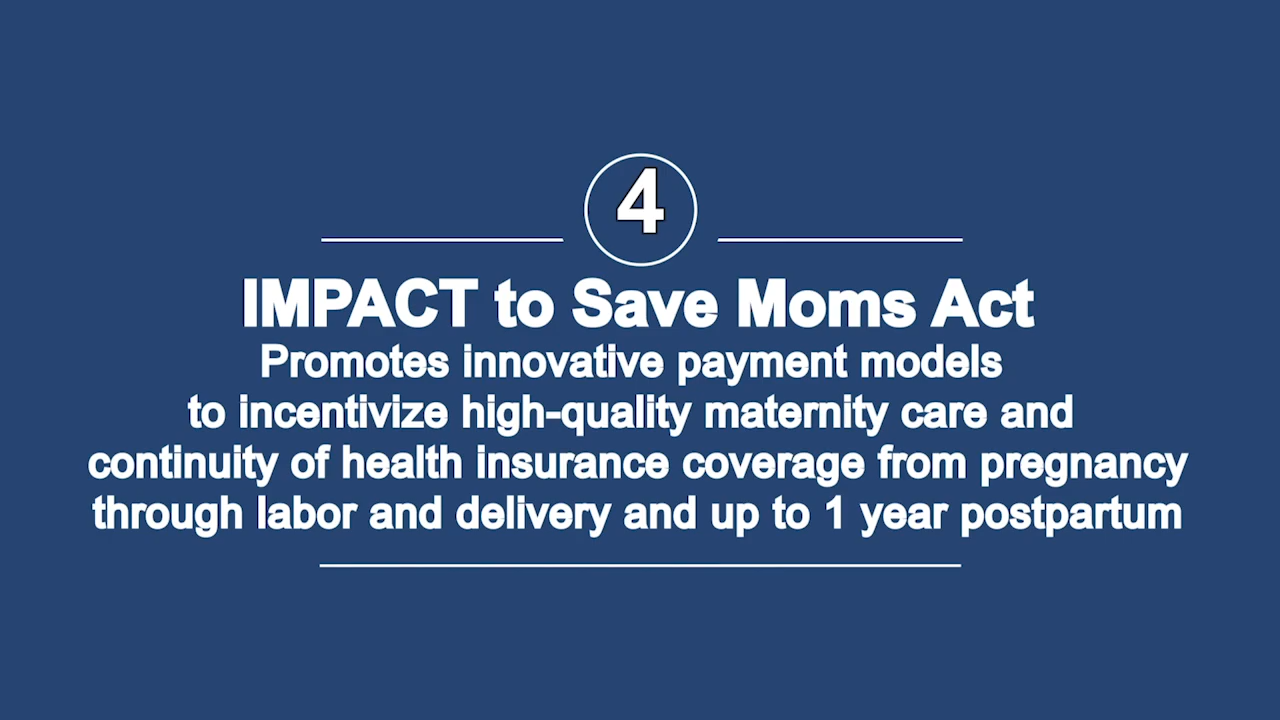 4
IMPACT to Save Moms Act
Promotes innovative payment models
to incentivize high-quality maternity care and
continuity of health insurance coverage from pregnancy
through labor and delivery and up to 1 year postpartum